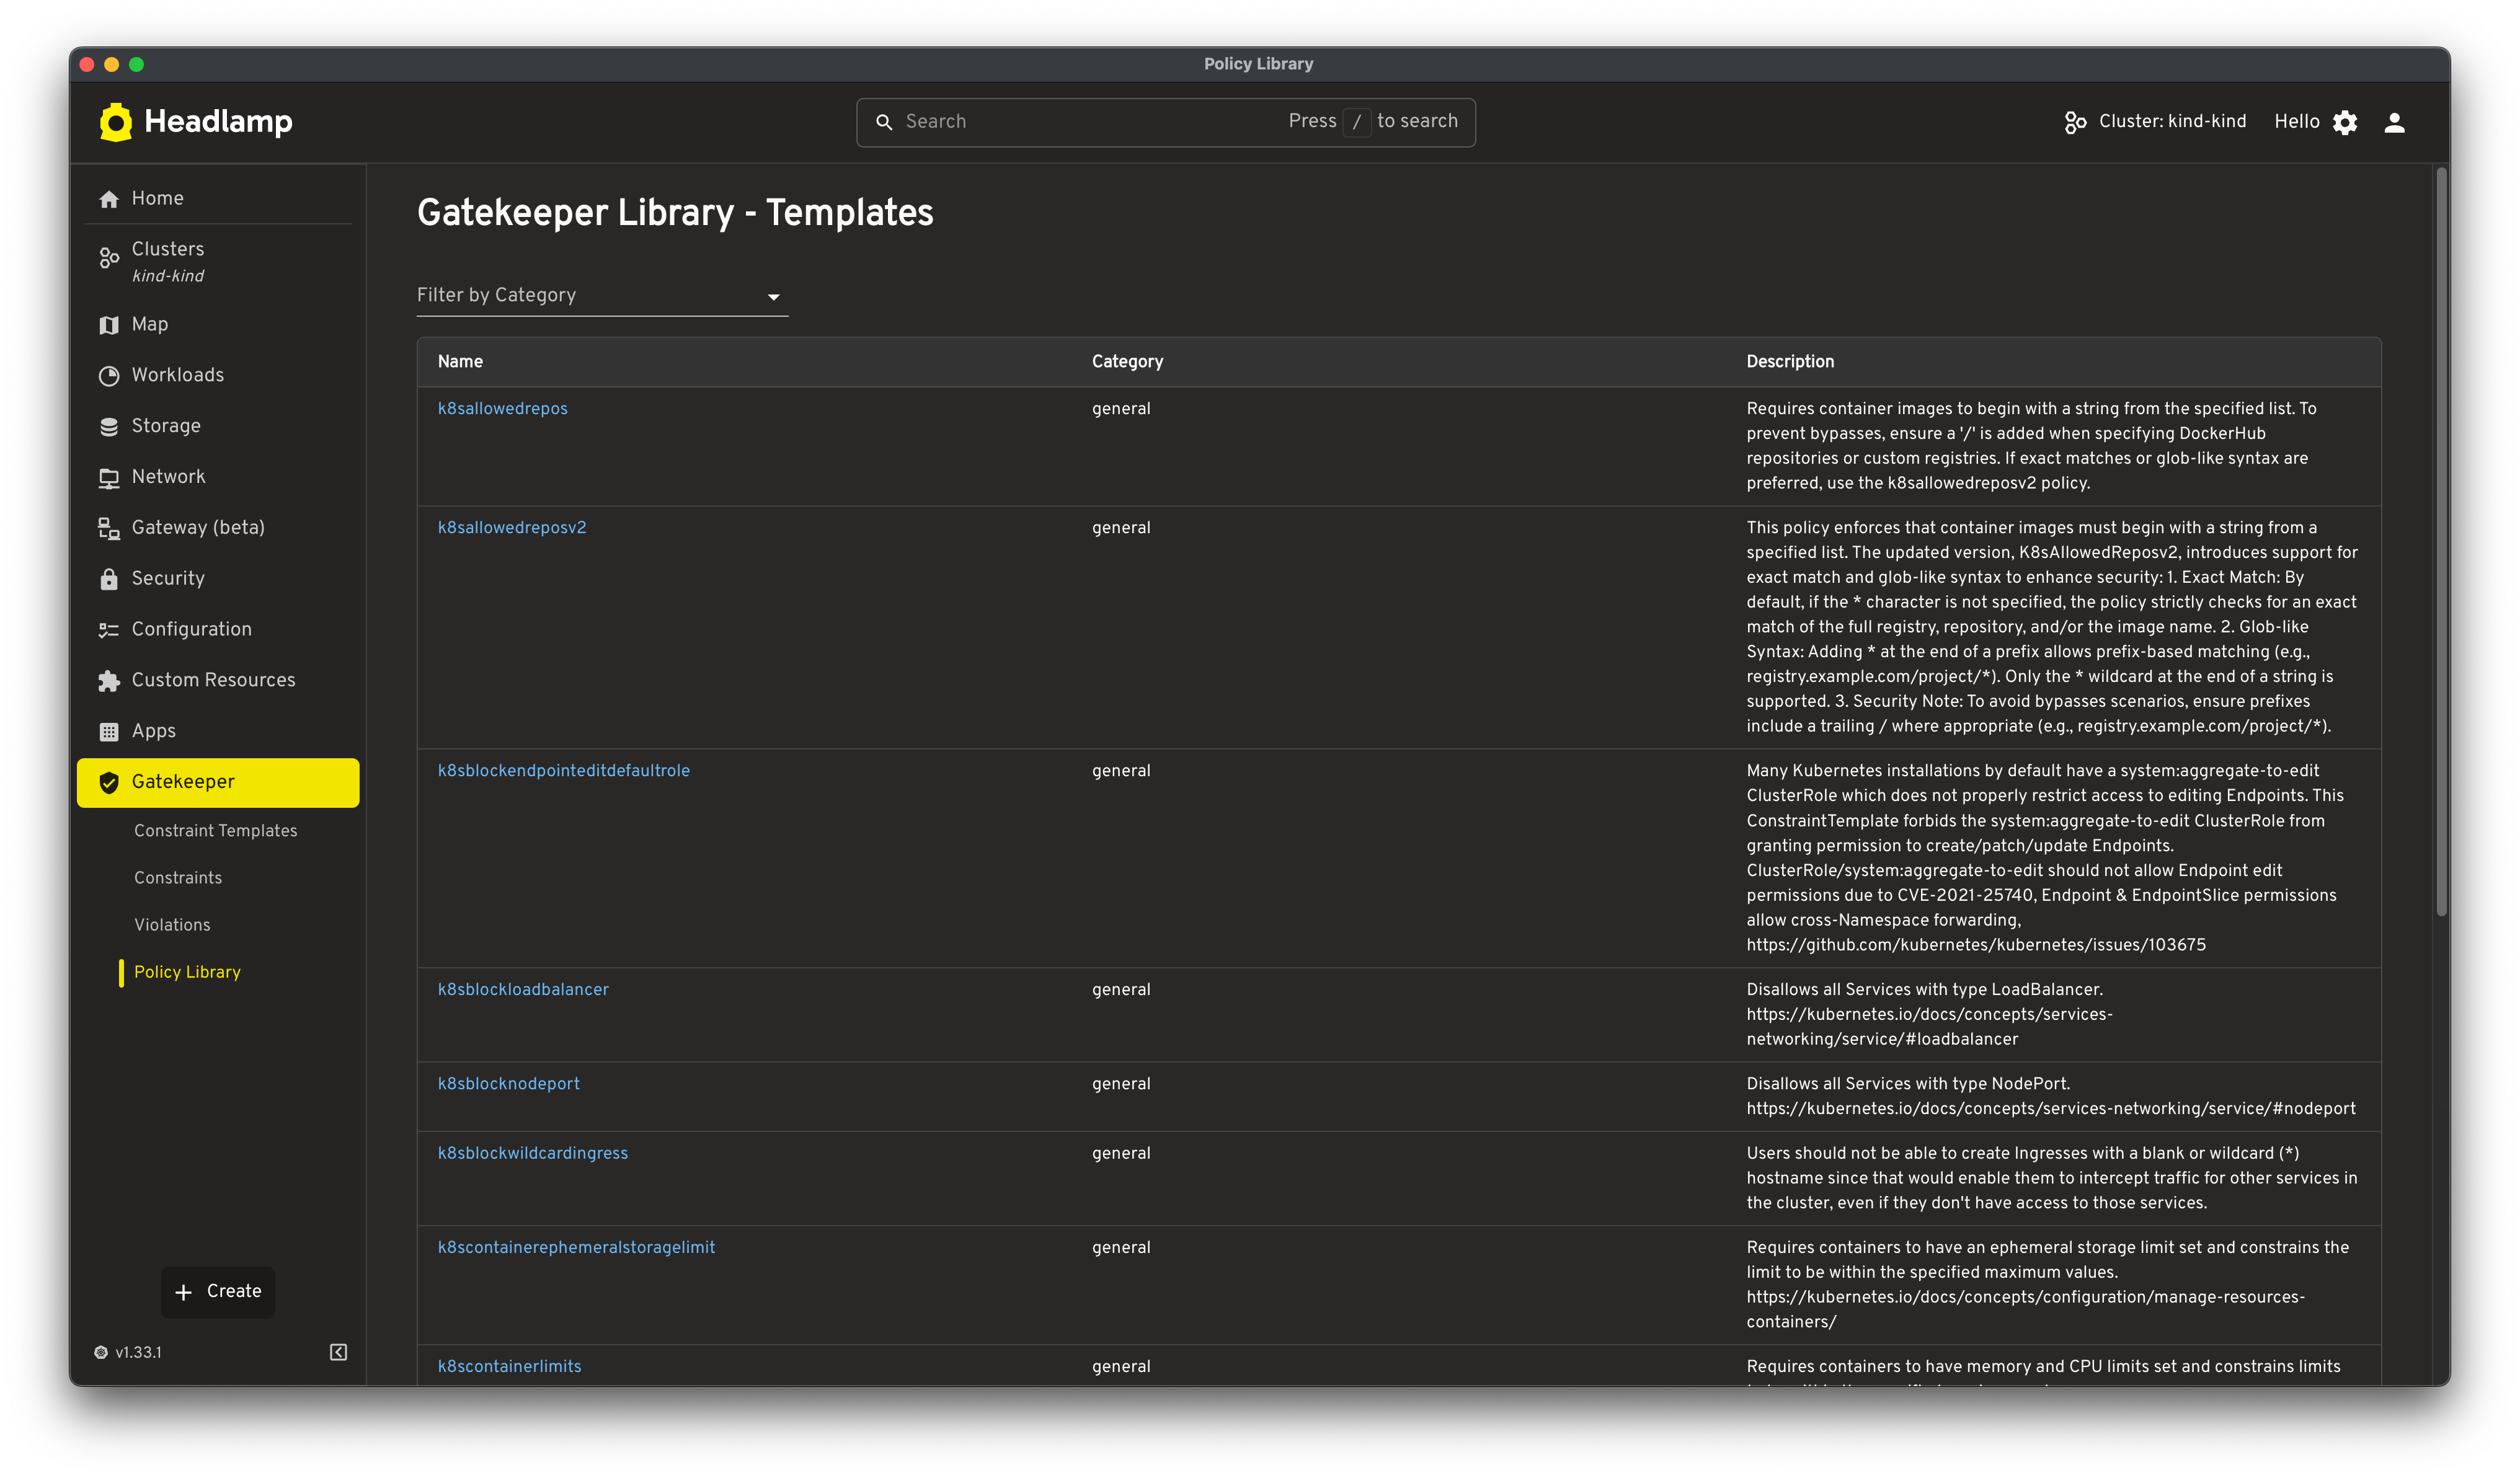 Policy Library
Headlamp
Search
Press / to search
Cluster: kind-kind
Hello
Home
Clusters
kind-kind
Map
Workloads
Storage
Network
Gateway (beta)
Security
Configuration
Custom Resources
Apps
Gatekeeper
Constraint Templates
Constraints
Violations
Policy Library
Create
v1.33.1
Gatekeeper Library - Templates
Filter by Category
Name Category Description
k8sallowedrepos general Requires container images to begin with a string from the specified list. To
prevent bypasses, ensure a '/' is added when specifying DockerHub
repositories or custom registries. If exact matches or glob-like syntax are
preferred, use the k8sallowedreposv2 policy.
k8sallowedreposv2 general This policy enforces that container images must begin with a string from a
specified list. The updated version, K8sAllowedReposv2, introduces support for
exact match and glob-like syntax to enhance security: 1. Exact Match: By
default, if the * character is not specified, the policy strictly checks for an exact
match of the full registry, repository, and/or the image name. 2. Glob-like
Syntax: Adding * at the end of a prefix allows prefix-based matching (e.g.,
registry.example.com/project/*). Only the * wildcard at the end of a string is
supported. 3. Security Note: To avoid bypasses scenarios, ensure prefixes
include a trailing / where appropriate (e.g., registry.example.com/project/*).
k8sblockendpointeditdefaultrole general Many Kubernetes installations by default have a system:aggregate-to-edit
ClusterRole which does not properly restrict access to editing Endpoints. This
ConstraintTemplate forbids the system:aggregate-to-edit ClusterRole from
granting permission to create/patch/update Endpoints.
ClusterRole/system:aggregate-to-edit should not allow Endpoint edit
permissions due to CVE-2021-25740, Endpoint & EndpointSlice permissions
allow cross-Namespace forwarding,
https://github.com/kubernetes/kubernetes/issues/103675
k8sblockloadbalancer general Disallows all Services with type LoadBalancer.
https://kubernetes.io/docs/concepts/services-
networking/service/#loadbalancer
k8sblocknodeport general Disallows all Services with type NodePort.
https://kubernetes.io/docs/concepts/services-networking/service/#nodeport
k8sblockwildcardingress general Users should not be able to create Ingresses with a blank or wildcard (*)
hostname since that would enable them to intercept traffic for other services in
the cluster, even if they don't have access to those services.
k8scontainerephemeralstoragelimit general Requires containers to have an ephemeral storage limit set and constrains the
limit to be within the specified maximum values.
https://kubernetes.io/docs/concepts/configuration/manage-resources-
containers/
k8scontainerlimits general Requires containers to have memory and CPU limits set and constrains limits